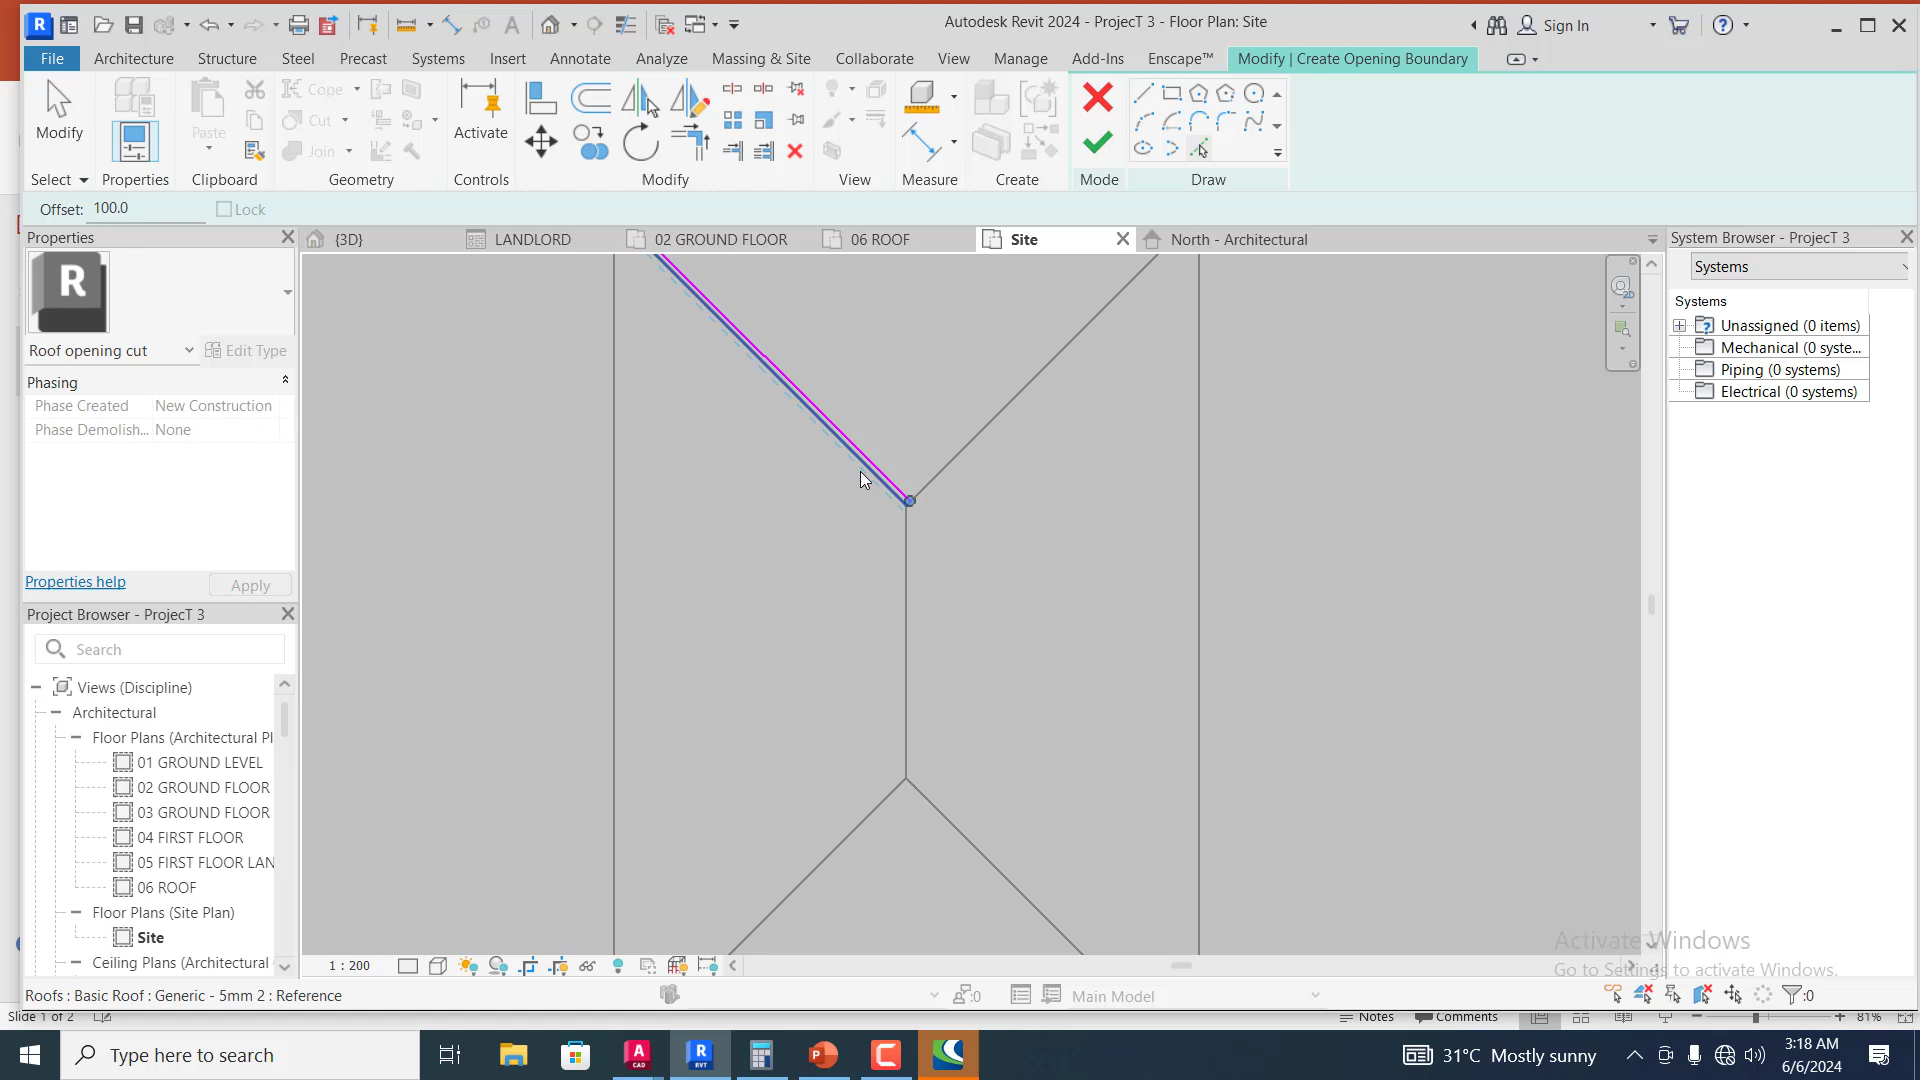 Autodesk Revit 2024 - ProjecT 3 - Floor Plan: Site
Sign In
File Architecture Structure Steel Precast Systems Insert Annotate Analyze Massing & Site Collaborate View Manage Add-Ins Enscape™ Modify | Create Opening Boundary
Modify
Paste
Cope
Cut
Join
Activate
Select Properties Clipboard Geometry Controls Modify View Measure Create Mode Draw
Offset: 100.0 Lock
Properties
{3D} LANDLORD 02 GROUND FLOOR 06 ROOF Site North - Architectural
System Browser - ProjecT 3
Systems
Systems
Unassigned (0 items)
Mechanical (0 syste...
Piping (0 systems)
Electrical (0 systems)
R
Roof opening cut Edit Type
Phasing
Phase Created New Construction
Phase Demolish... None
Properties help Apply
Project Browser - ProjecT 3
Search
Views (Discipline)
Architectural
Floor Plans (Architectural Pl
01 GROUND LEVEL
02 GROUND FLOOR
03 GROUND FLOOR
04 FIRST FLOOR
05 FIRST FLOOR LAN
06 ROOF
Floor Plans (Site Plan)
Site
Ceiling Plans (Architectural
1 : 200
Activate Windows
Go to Settings to activate Windows.
Roofs : Basic Roof : Generic - 5mm 2 : Reference
:0
Main Model
:0
Slide 1 of 2
Notes Comments 81%
Type here to search
31°C Mostly sunny
3:18 AM
6/6/2024